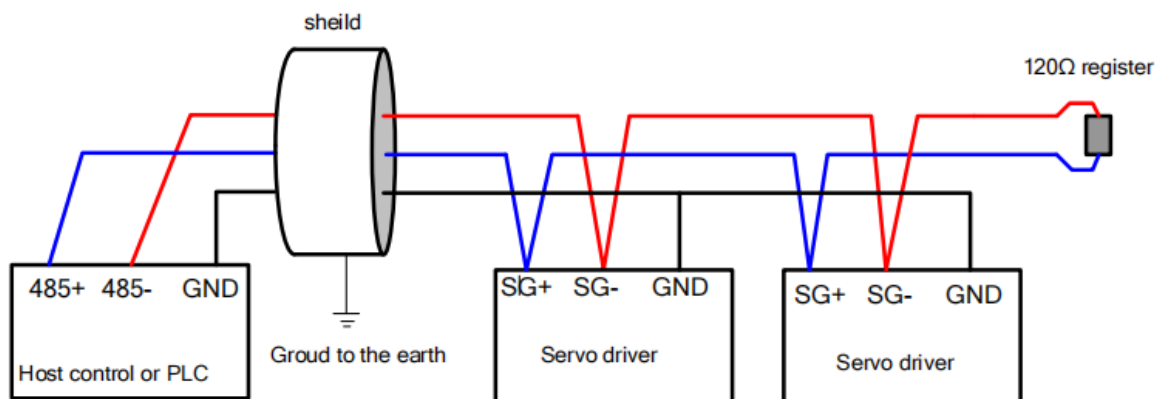 sheild
120Ω register
485+ 485- GND
SG+ SG- GND
SG+ SG- GND
Host control or PLC
Groud to the earth
Servo driver
Servo driver